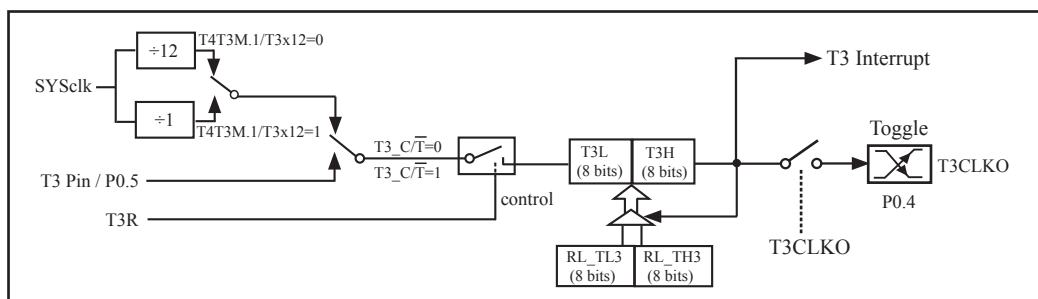 ÷12
T4T3M.1/T3x12=0
SYSclk
÷1
T4T3M.1/T3x12=1
T3 Pin / P0.5
T3_C/T̅=0
T3_C/T̅=1
T3R
control
T3L
(8 bits)
T3H
(8 bits)
RL_TL3
(8 bits)
RL_TH3
(8 bits)
T3 Interrupt
Toggle
T3CLKO
P0.4
T3CLKO